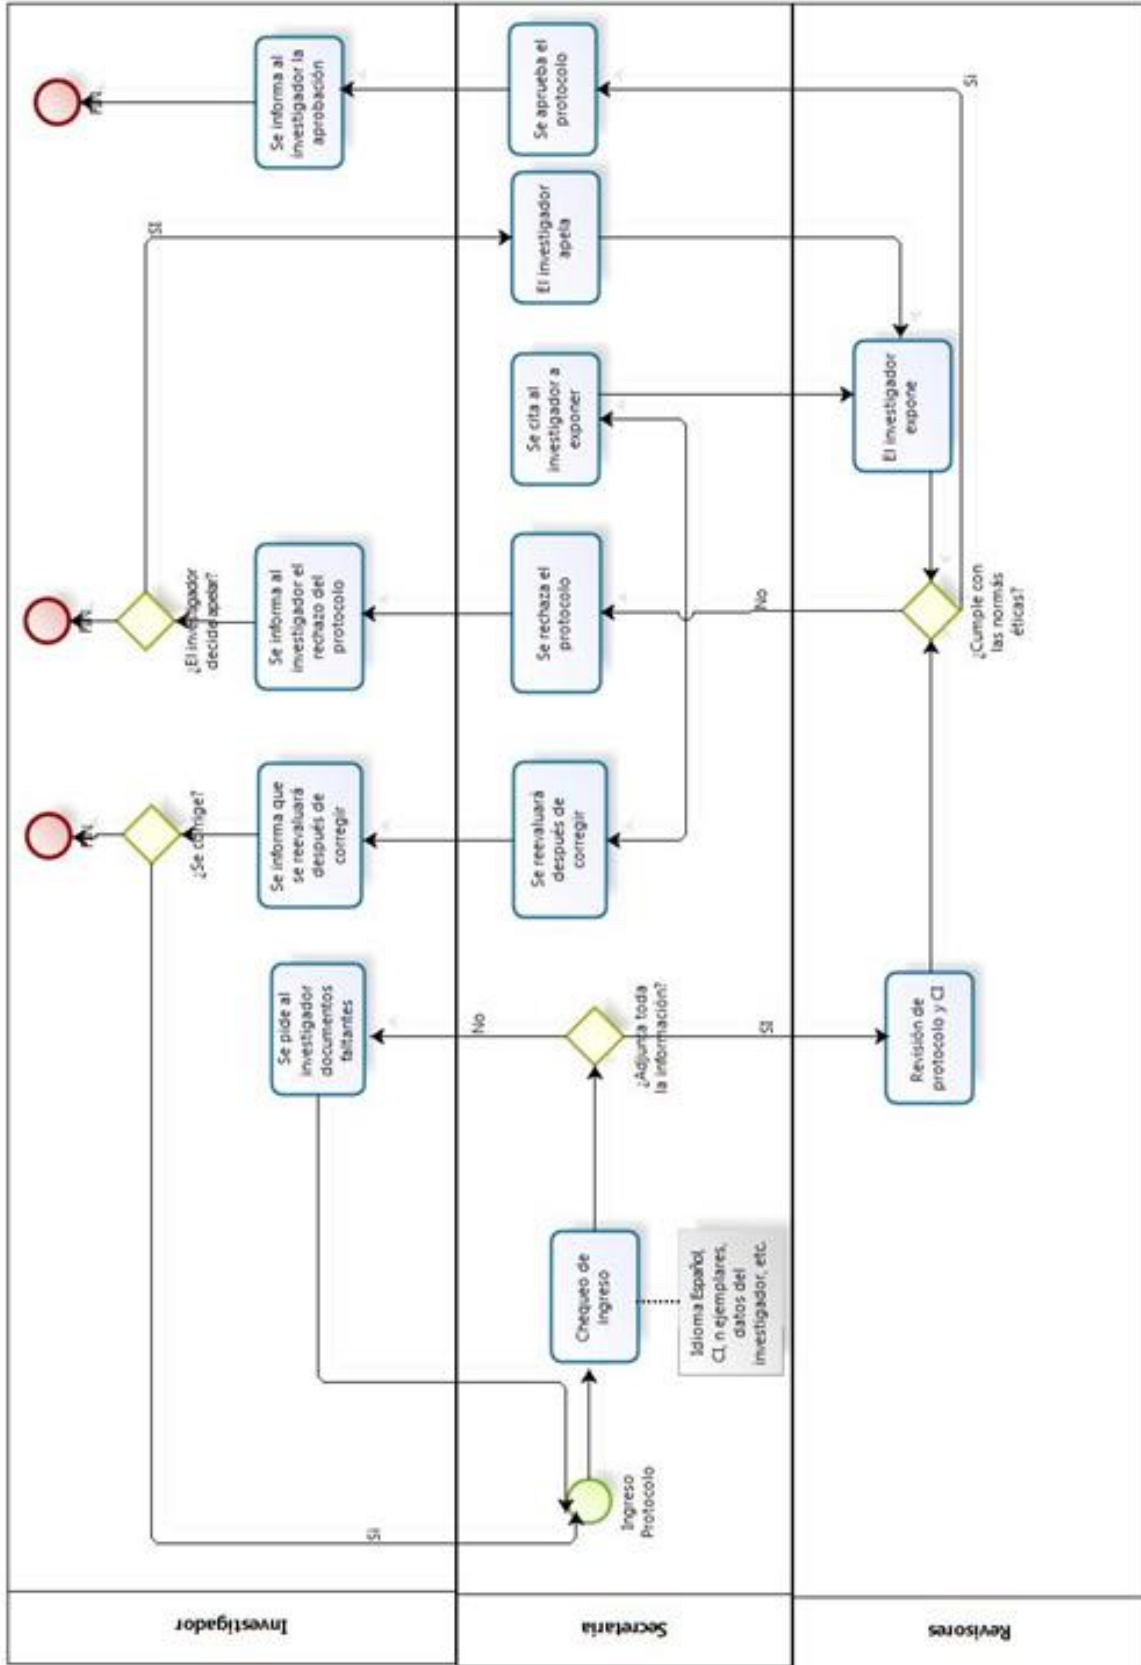 Investigador
Secretaria
Revisores
Ingreso
Protocolo
Chequeo de
ingreso
Idioma Español,
CI, n ejemplares,
datos del
investigador, etc.
¿Adjunta toda
la información?
No
SI
Se pide al
investigador
documentos
faltantes
Revisión de
protocolo y CI
¿Cumple con
las normas
éticas?
No
Si
Se reevaluará
después de
corregir
Se informa que
se reevaluará
después de
corregir
¿Se corrige?
Si
Se rechaza el
protocolo
Se informa al
investigador el
rechazo del
protocolo
¿El investigador
decide apelar?
SI
Se cita al
investigador a
exponer
El investigador
apela
El investigador
expone
Se aprueba el
protocolo
Se informa al
investigador la
aprobación